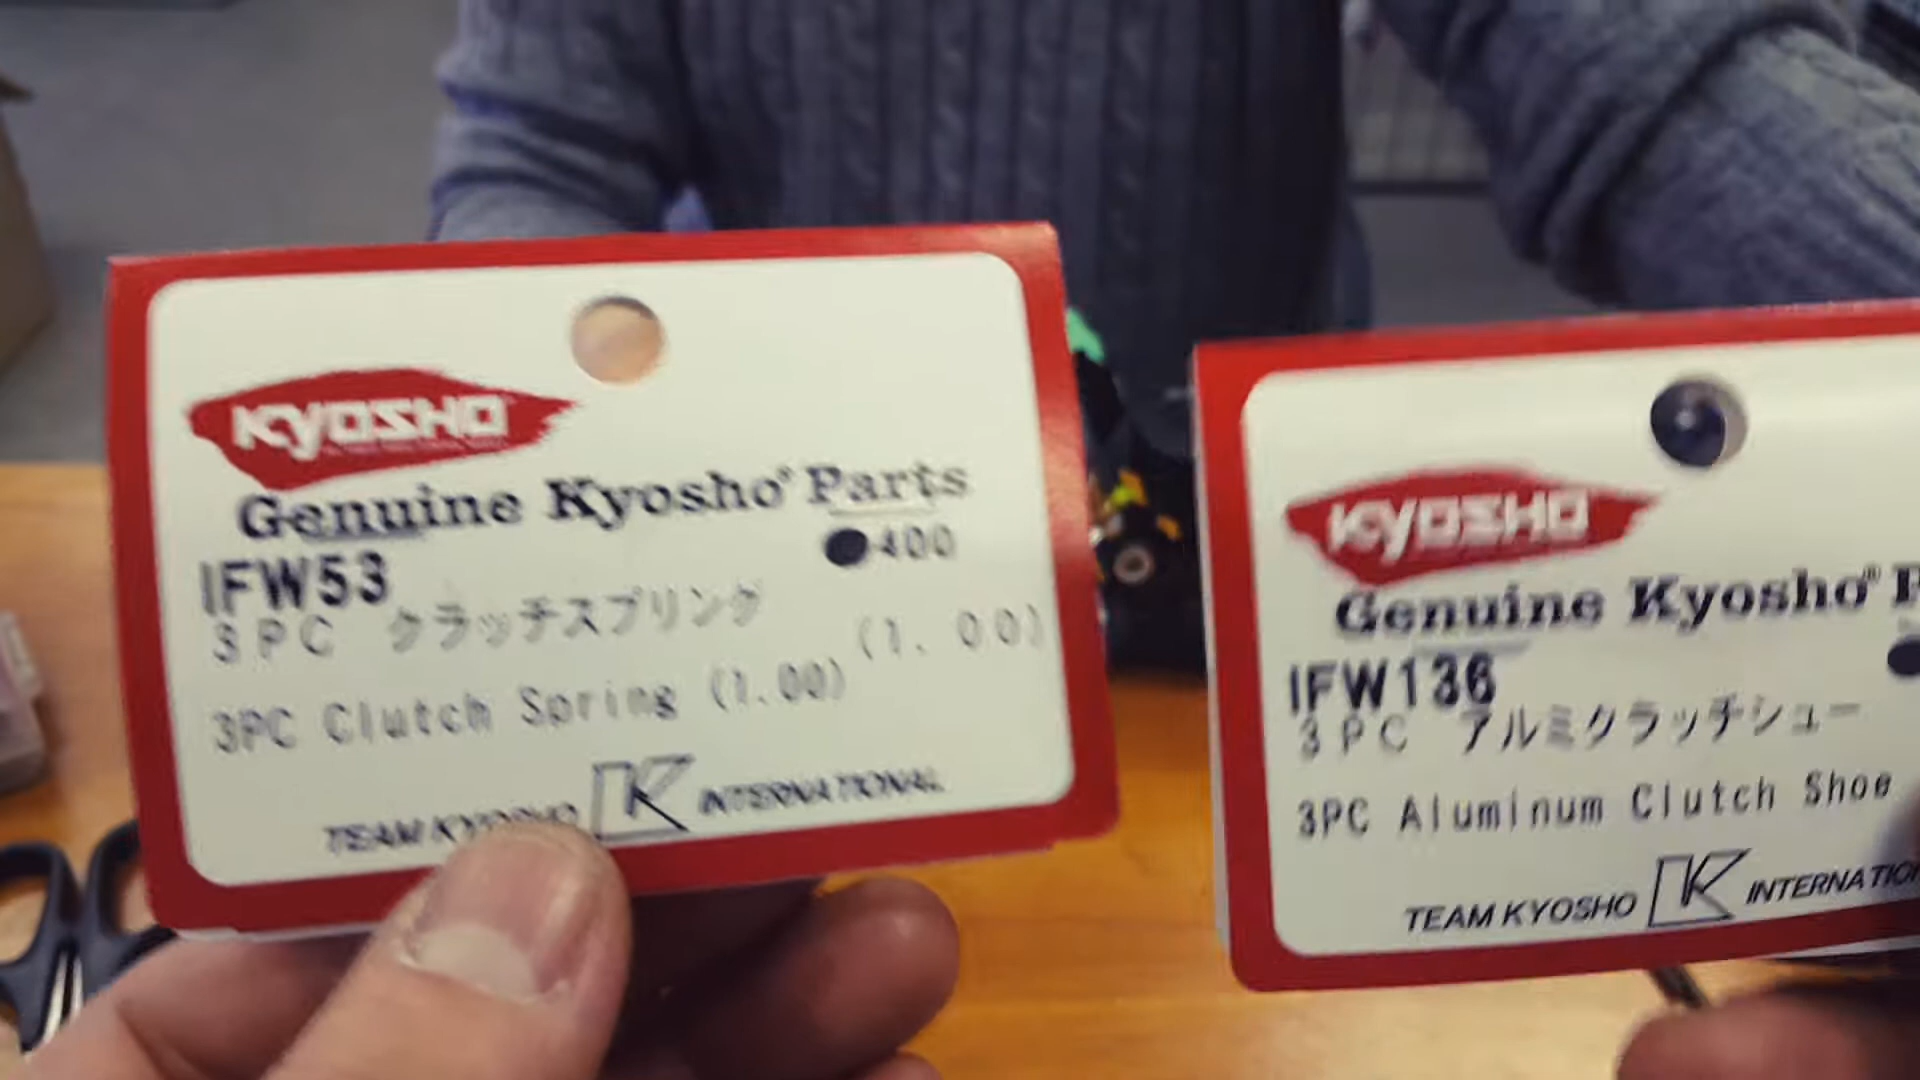 KYOSHO
Genuine Kyosho® Parts
●400
IFW53
3PC クラッチスプリング (1.00)
3PC Clutch Spring (1.00)
TEAM KYOSHO K INTERNATIONAL
KYOSHO
Genuine Kyosho® P
IFW136
3PC アルミクラッチシュー
3PC Aluminum Clutch Shoe
TEAM KYOSHO K INTERNATIO